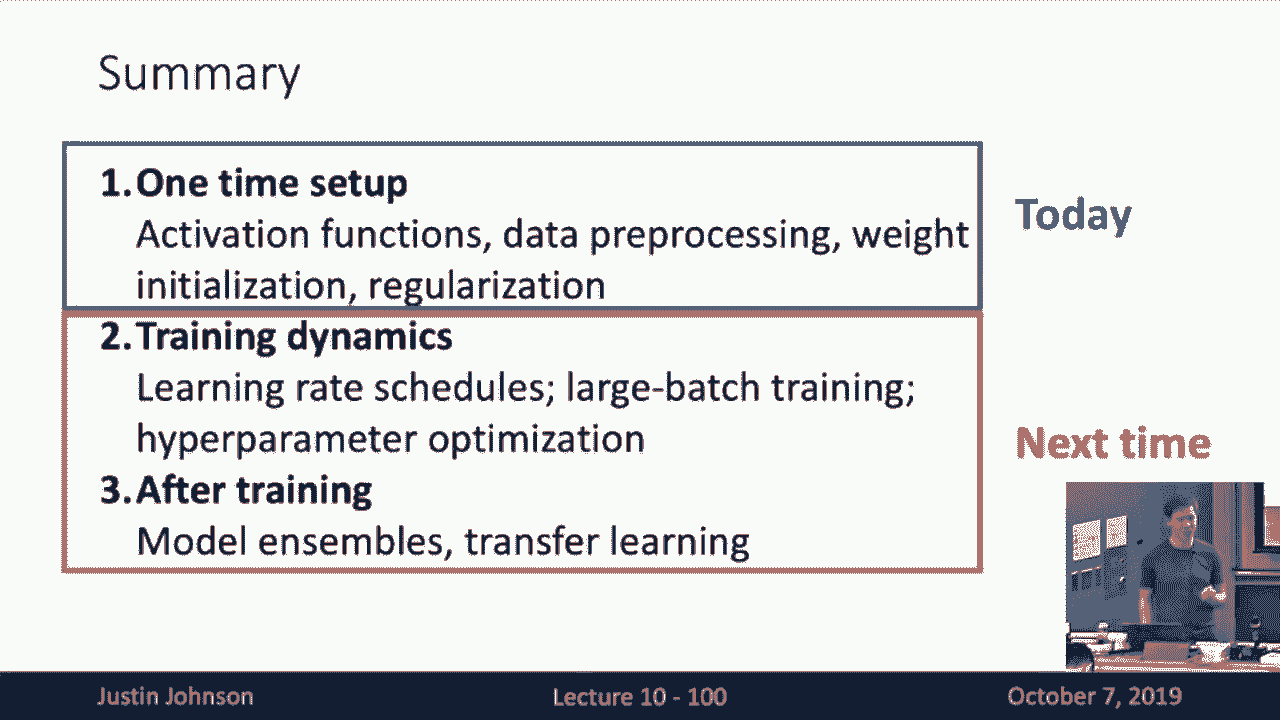 Summary
1. One time setup
Activation functions, data preprocessing, weight
initialization, regularization
Today
2. Training dynamics
Learning rate schedules; large-batch training;
hyperparameter optimization
Next time
3. After training
Model ensembles, transfer learning
Justin Johnson
Lecture 10 - 100
October 7, 2019